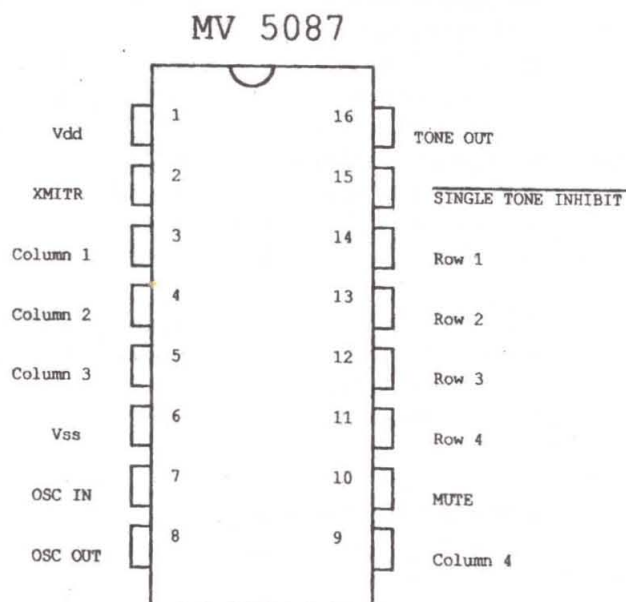 MV 5087
Vdd 1 16 TONE OUT
XMITR 2 15 SINGLE TONE INHIBIT
Column 1 3 14 Row 1
Column 2 4 13 Row 2
Column 3 5 12 Row 3
Vss 6 11 Row 4
OSC IN 7 10 MUTE
OSC OUT 8 9 Column 4